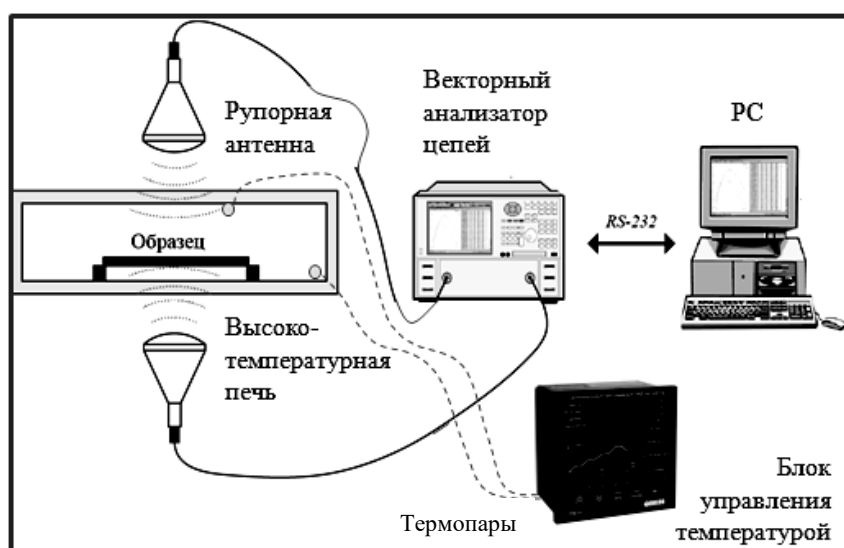 Рупорная
антенна
Векторный
анализатор
цепей
PC
Образец
RS-232
Высоко-
температурная
печь
Термопары
Блок
управления
температурой